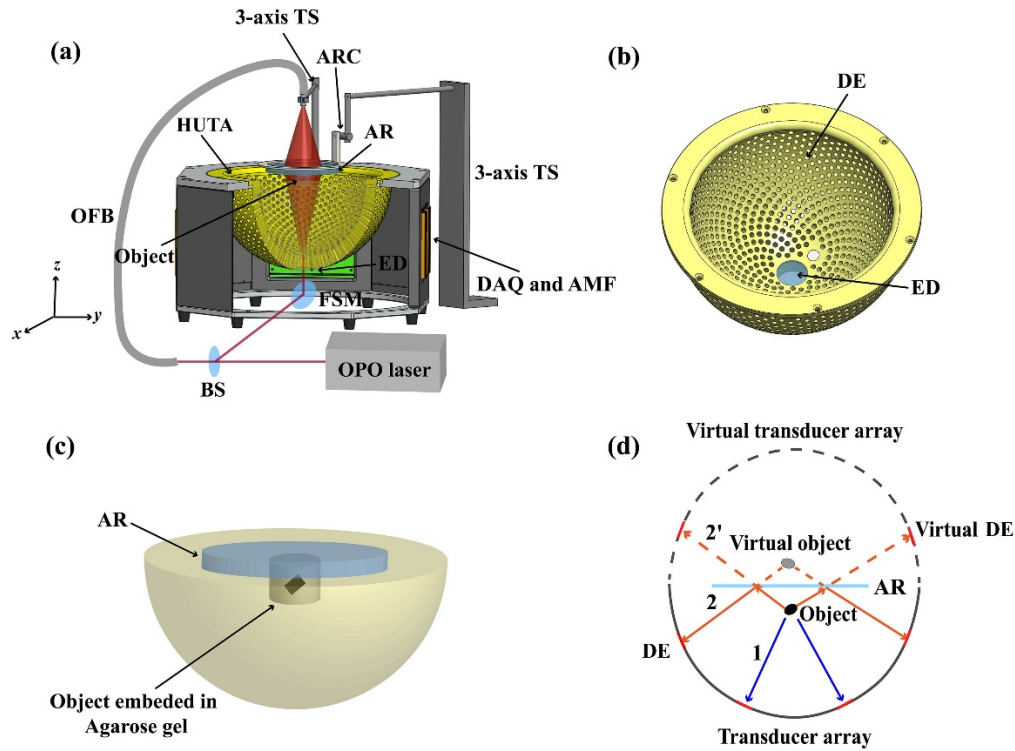 (a)
3-axis TS
ARC
HUTA
AR
3-axis TS
OFB
Object
ED
DAQ and AMF
FSM
z
x
y
OPO laser
BS
(b)
DE
ED
(c)
AR
Object embeded in
Agarose gel
(d)
Virtual transducer array
2'
Virtual object
Virtual DE
AR
2
Object
DE
1
Transducer array